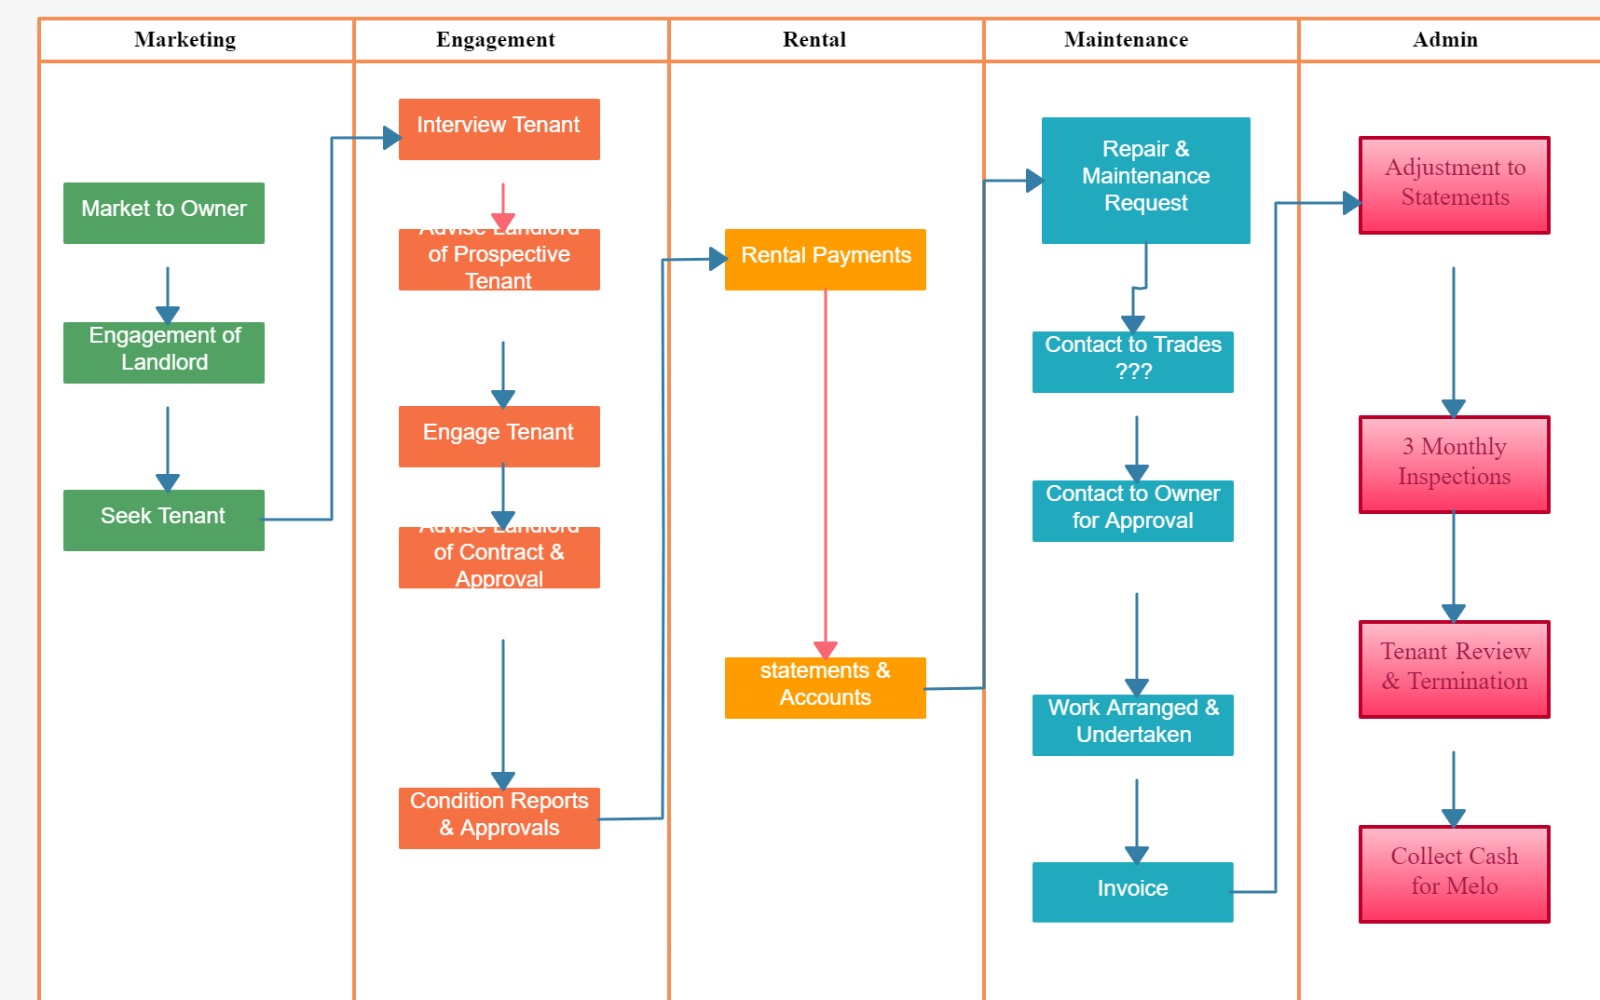 Marketing
Engagement
Rental
Maintenance
Admin
Market to Owner
Engagement of
Landlord
Seek Tenant
Interview Tenant
Advise Landlord
of Prospective
Tenant
Engage Tenant
Advise Landlord
of Contract &
Approval
Condition Reports
& Approvals
Rental Payments
statements &
Accounts
Repair &
Maintenance
Request
Contact to Trades
???
Contact to Owner
for Approval
Work Arranged &
Undertaken
Invoice
Adjustment to
Statements
3 Monthly
Inspections
Tenant Review
& Termination
Collect Cash
for Melo